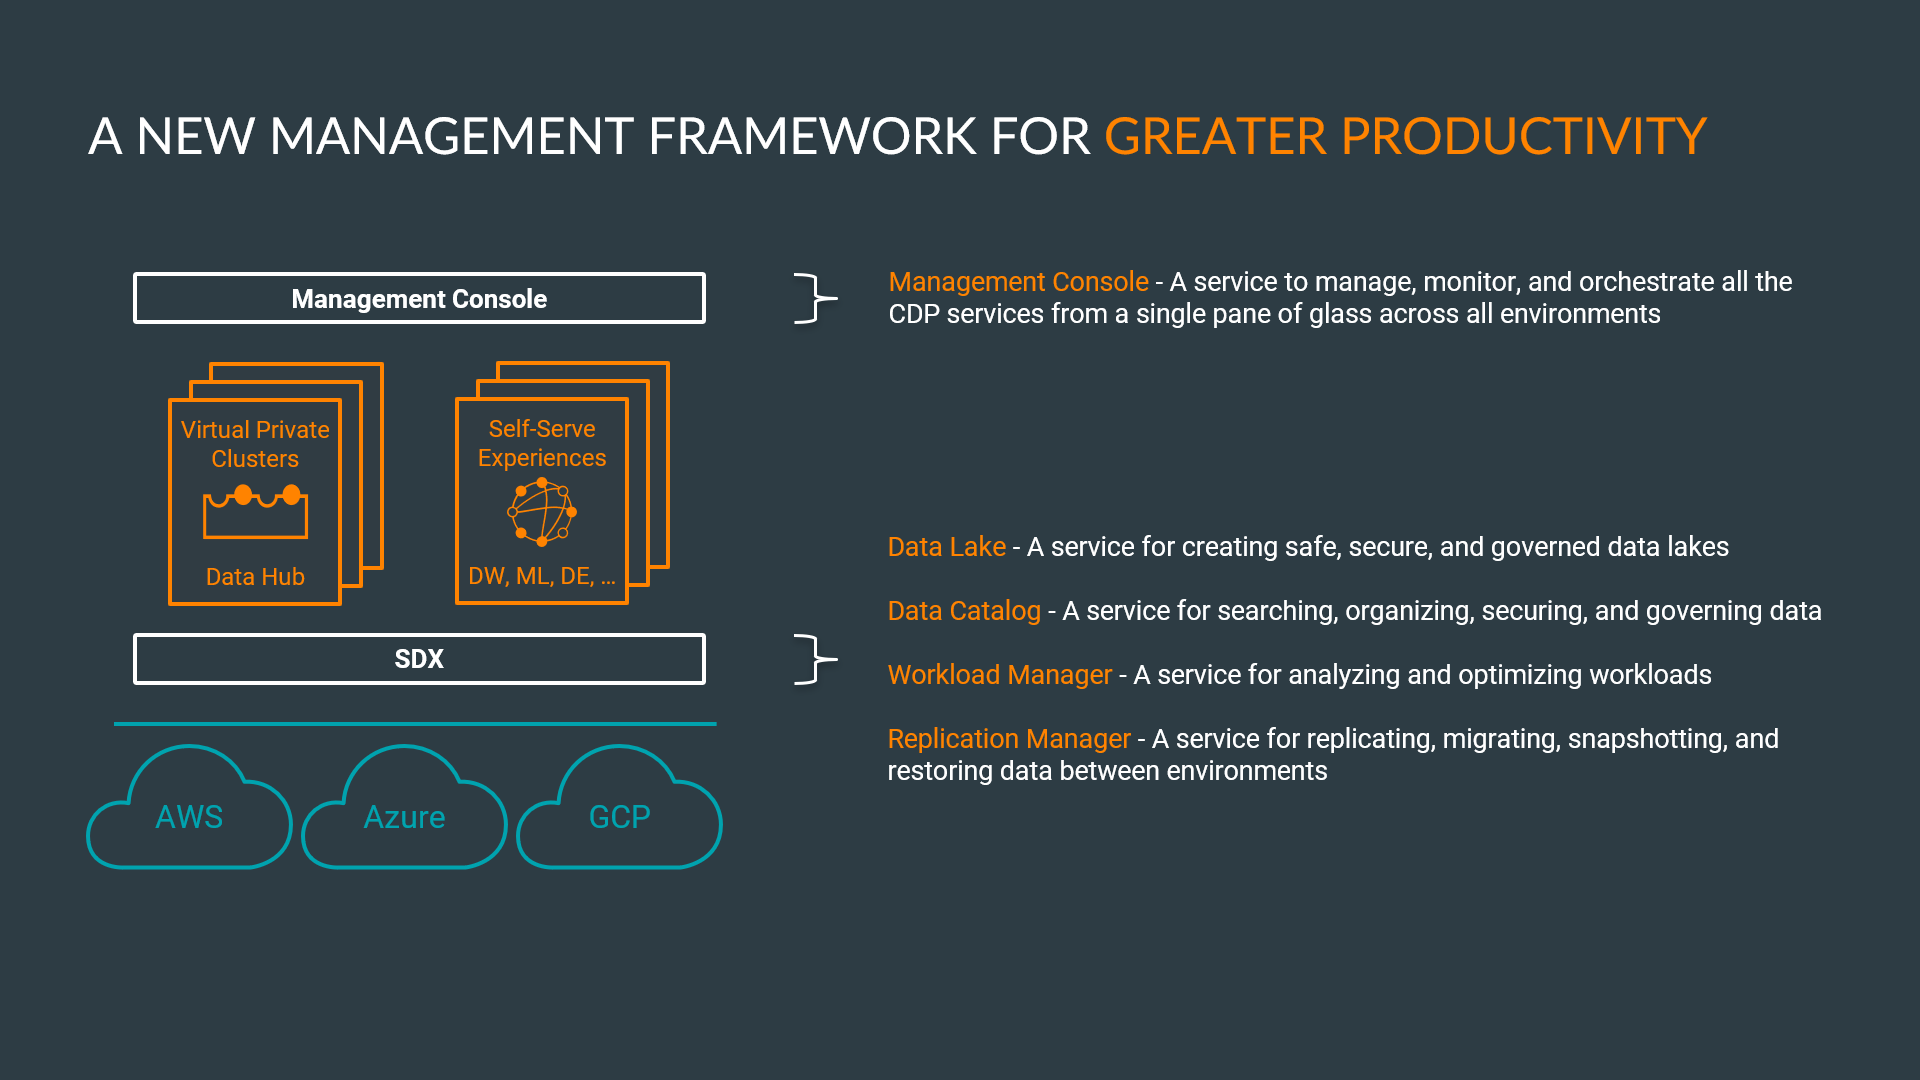 A NEW MANAGEMENT FRAMEWORK FOR GREATER PRODUCTIVITY
Management Console
Virtual Private
Clusters
Data Hub
Self-Serve
Experiences
DW, ML, DE, ...
SDX
AWS
Azure
GCP
Management Console - A service to manage, monitor, and orchestrate all the
CDP services from a single pane of glass across all environments
Data Lake - A service for creating safe, secure, and governed data lakes
Data Catalog - A service for searching, organizing, securing, and governing data
Workload Manager - A service for analyzing and optimizing workloads
Replication Manager - A service for replicating, migrating, snapshotting, and
restoring data between environments